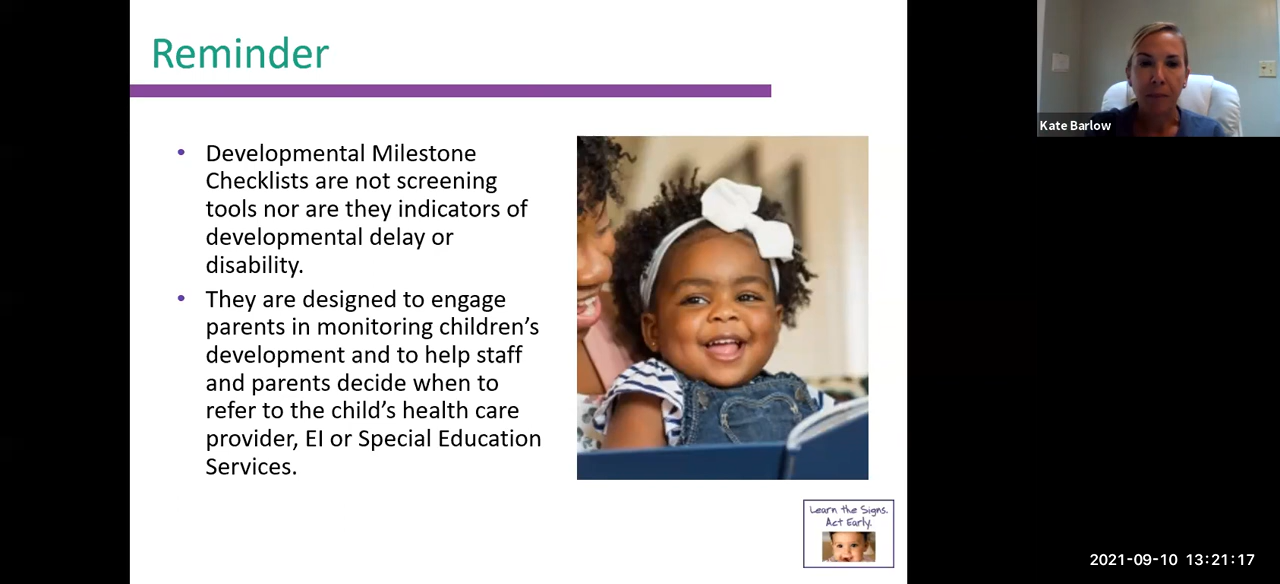 Reminder
• Developmental Milestone
Checklists are not screening
tools nor are they indicators of
developmental delay or
disability.
• They are designed to engage
parents in monitoring children’s
development and to help staff
and parents decide when to
refer to the child’s health care
provider, EI or Special Education
Services.
Learn the Signs.
Act Early.
Kate Barlow
2021-09-10 13:21:17